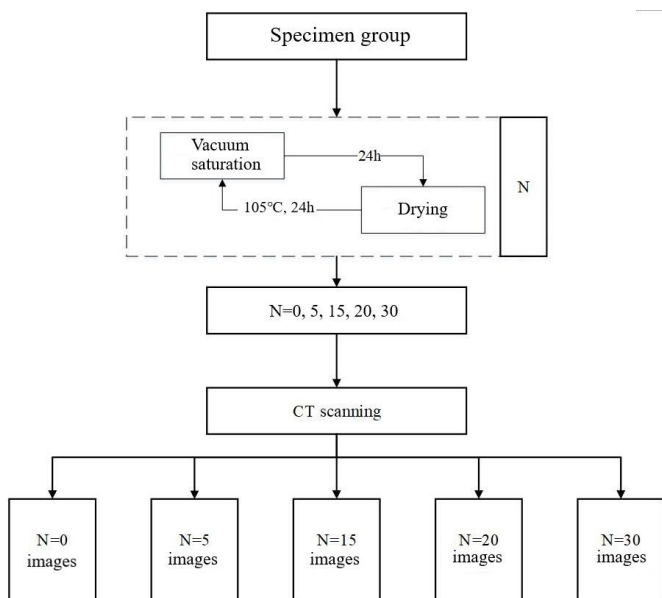 Specimen group
Vacuum
saturation
24h
N
105℃, 24h
Drying
N=0, 5, 15, 20, 30
CT scanning
N=0
images
N=5
images
N=15
images
N=20
images
N=30
images